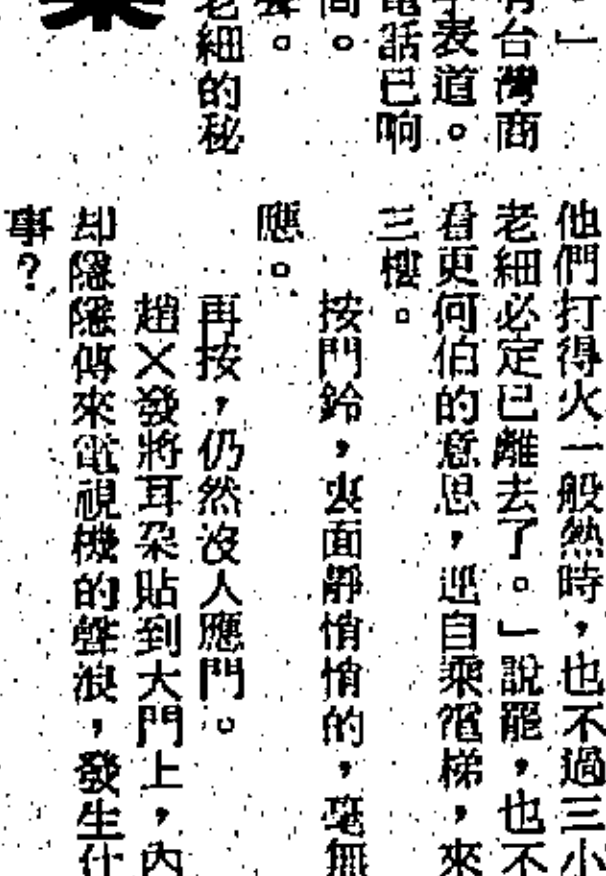 。」
有台灣商
子表道。
電話已响
間。
聲。
老細的秘
案
他們打得火一般熱時，也不過三小
老細必定已離去了。」說罷，也不
看更何伯的意思，逕自乘電梯，來
三樓。
按門鈴，裏面靜悄悄的，毫無
應。
再按，仍然沒人應門。
趙×發將耳朶貼到大門上，內
却隱隱傳來電視機的聲浪，發生什
事？